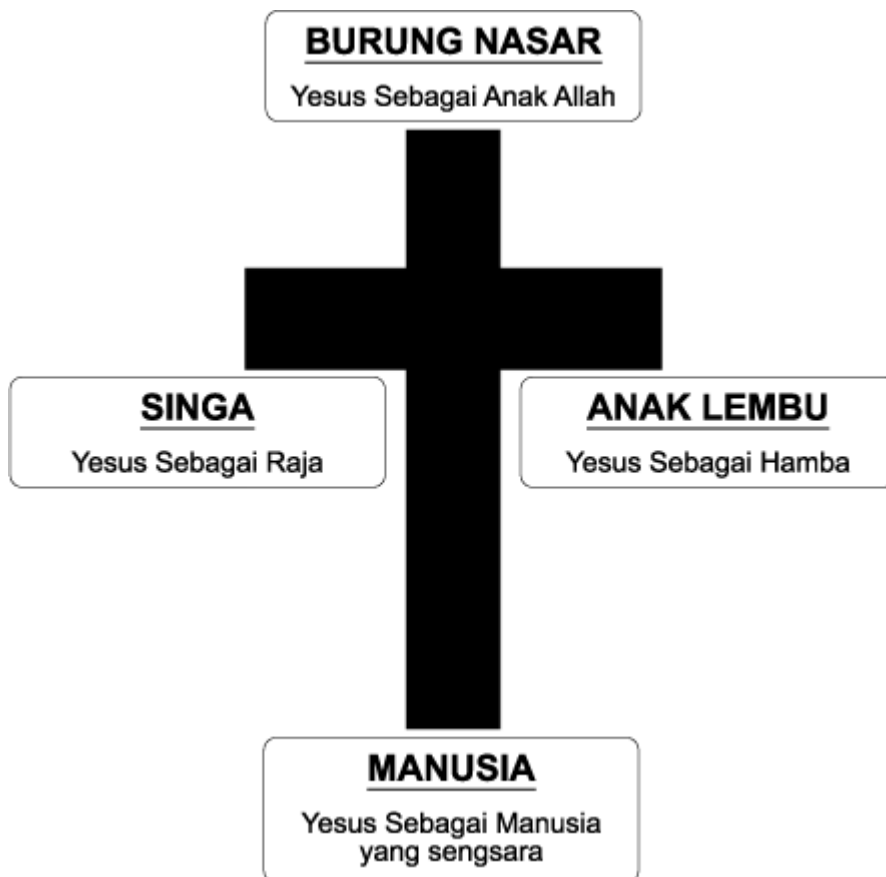 BURUNG NASAR
Yesus Sebagai Anak Allah
SINGA
Yesus Sebagai Raja
ANAK LEMBU
Yesus Sebagai Hamba
MANUSIA
Yesus Sebagai Manusia
yang sengsara